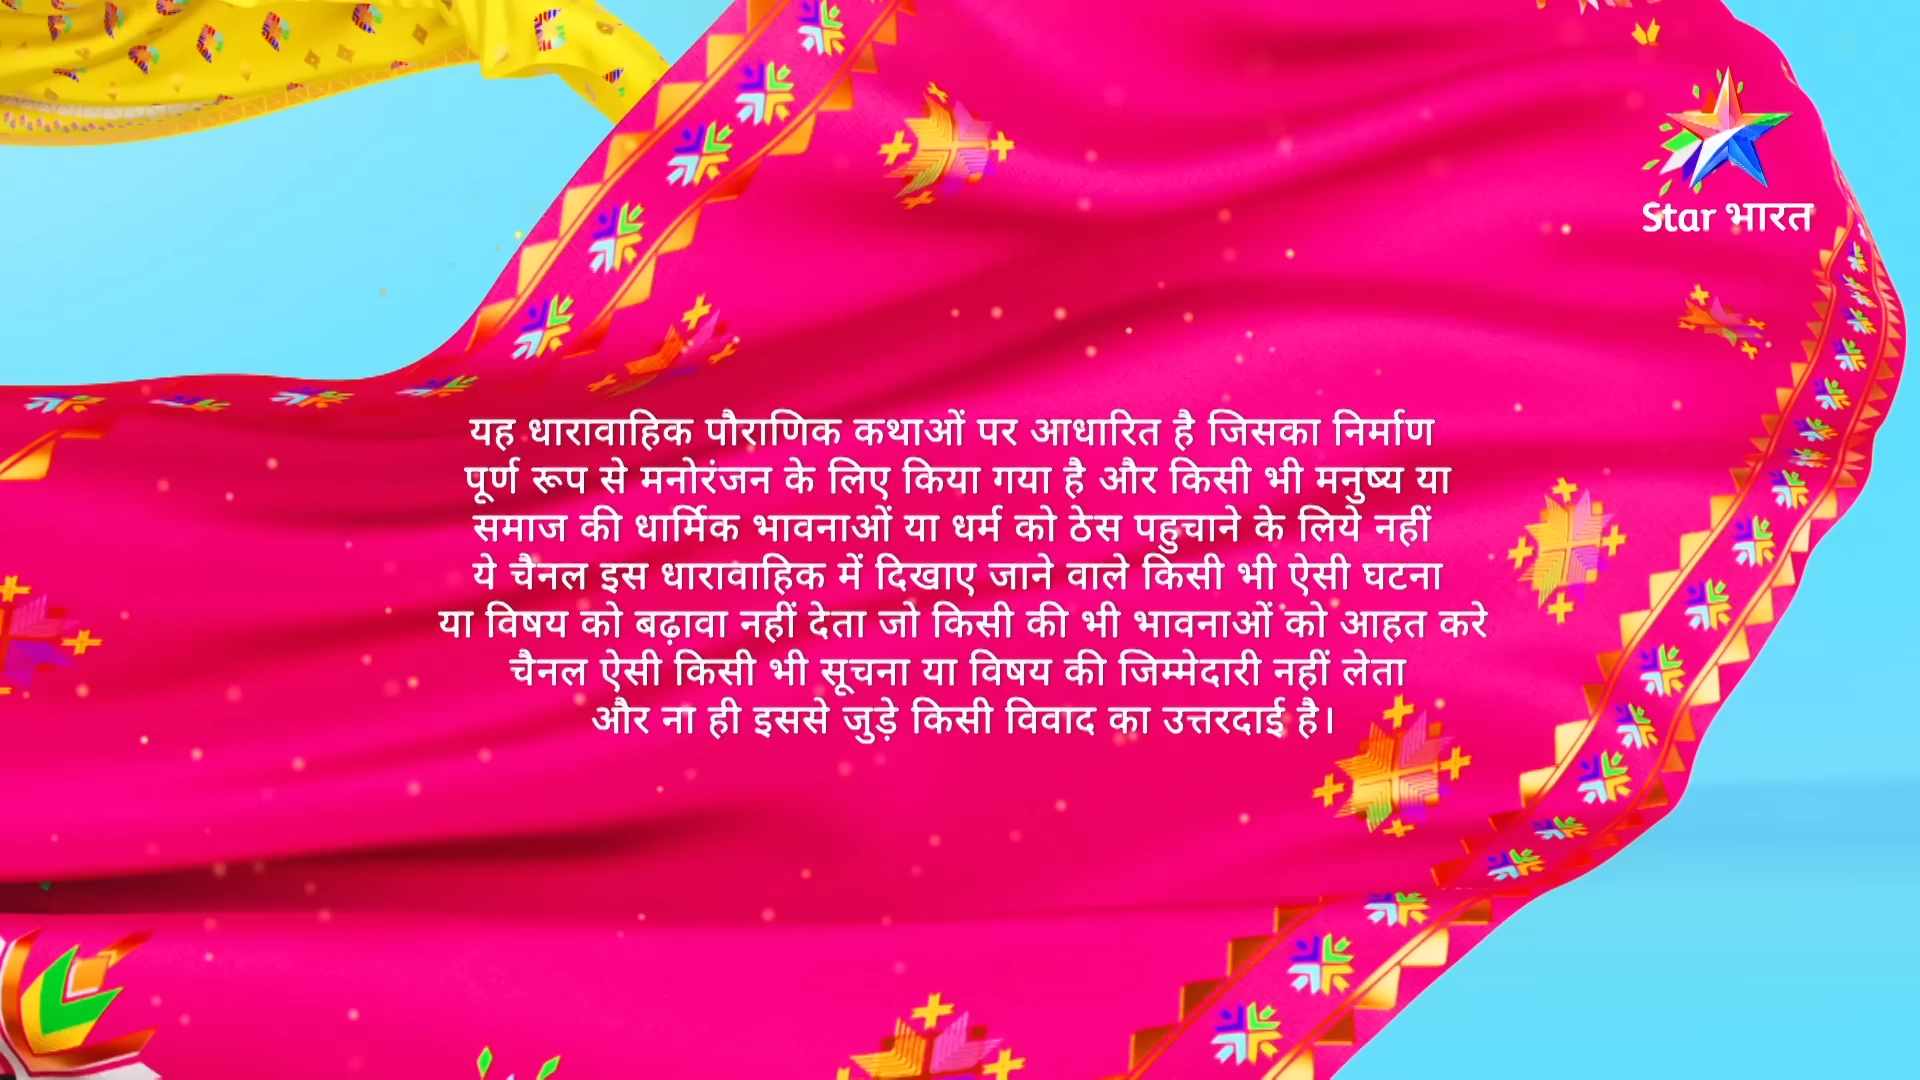 Star भारत
यह धारावाहिक पौराणिक कथाओं पर आधारित है जिसका निर्माण
पूर्ण रूप से मनोरंजन के लिए किया गया है और किसी भी मनुष्य या
समाज की धार्मिक भावनाओं या धर्म को ठेस पहुचाने के लिये नहीं
ये चैनल इस धारावाहिक में दिखाए जाने वाले किसी भी ऐसी घटना
या विषय को बढ़ावा नहीं देता जो किसी की भी भावनाओं को आहत करे
चैनल ऐसी किसी भी सूचना या विषय की जिम्मेदारी नहीं लेता
और ना ही इससे जुड़े किसी विवाद का उत्तरदाई है।